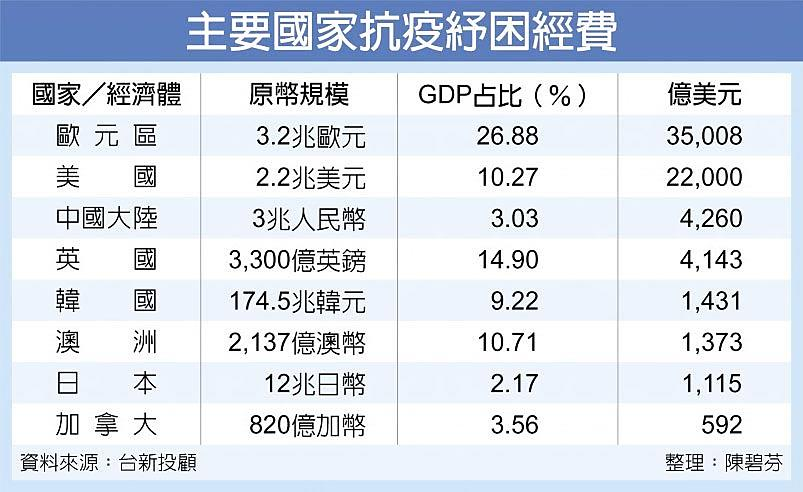 主要國家抗疫紓困經費
國家／經濟體 原幣規模 GDP占比（%） 億美元
歐元區 3.2兆歐元 26.88 35,008
美國 2.2兆美元 10.27 22,000
中國大陸 3兆人民幣 3.03 4,260
英國 3,300億英鎊 14.90 4,143
韓國 174.5兆韓元 9.22 1,431
澳洲 2,137億澳幣 10.71 1,373
日本 12兆日幣 2.17 1,115
加拿大 820億加幣 3.56 592
資料來源：台新投顧 整理：陳碧芬